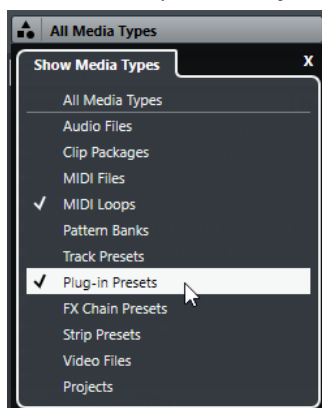 All Media Types
Show Media Types X
All Media Types
Audio Files
Clip Packages
MIDI Files
MIDI Loops
Pattern Banks
Track Presets
Plug-in Presets
FX Chain Presets
Strip Presets
Video Files
Projects